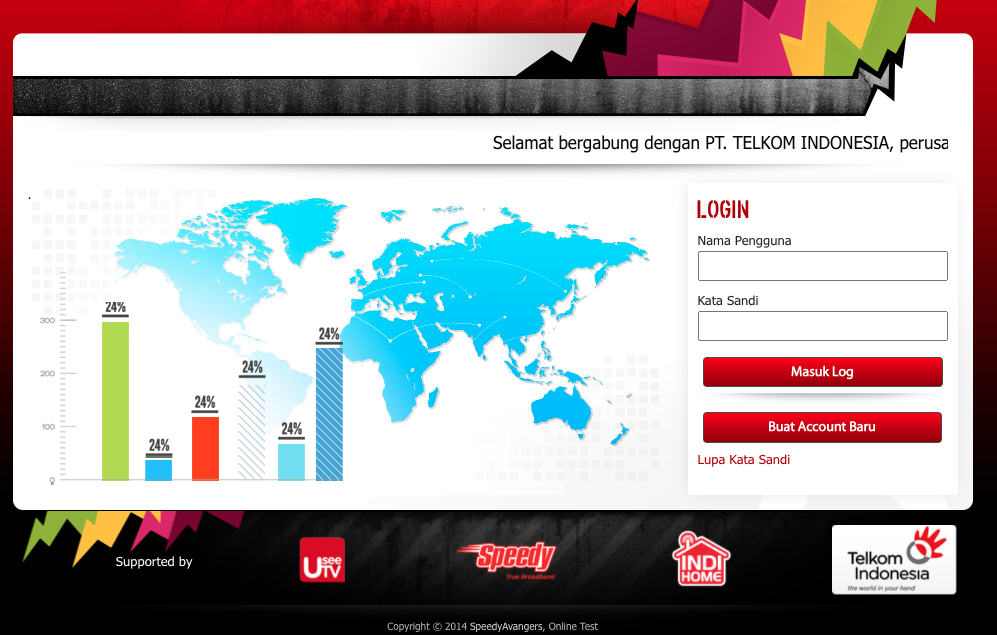 Selamat bergabung dengan PT. TELKOM INDONESIA, perusa
LOGIN
Nama Pengguna
Kata Sandi
Masuk Log
Buat Account Baru
Lupa Kata Sandi
300
200
100
0
24%
24%
24%
24%
24%
24%
Supported by
Usee
TV
Speedy
True Broadband
INDI
HOME
Telkom
Indonesia
the world in your hand
Copyright © 2014 SpeedyAvangers, Online Test